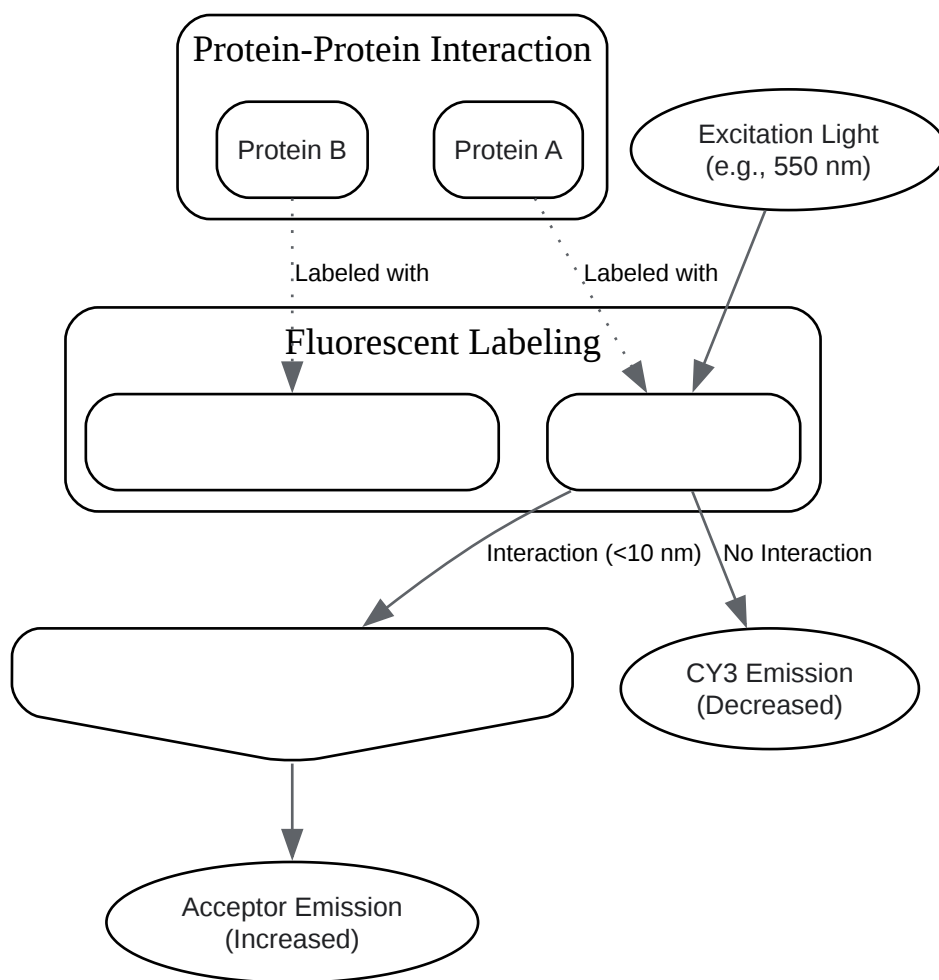 Protein-Protein Interaction
Protein B
Protein A
Excitation Light
(e.g., 550 nm)
Labeled with
Labeled with
Fluorescent Labeling
Interaction (<10 nm)
No Interaction
CY3 Emission
(Decreased)
Acceptor Emission
(Increased)